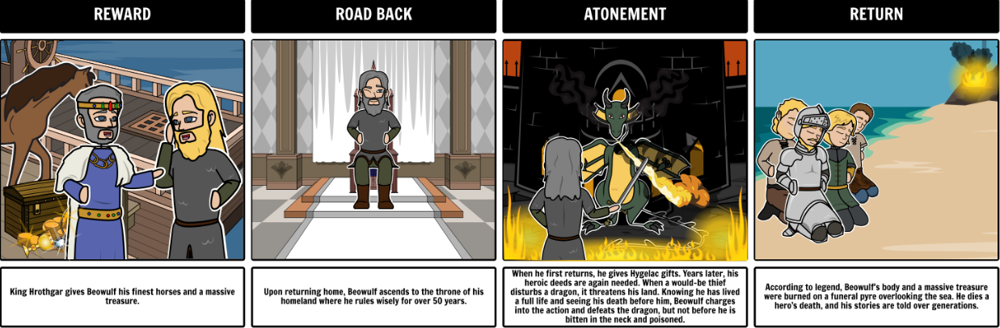 REWARD
ROAD BACK
ATONEMENT
RETURN
King Hrothgar gives Beowulf his finest horses and a massive
treasure.
Upon returning home, Beowulf ascends to the throne of his
homeland where he rules wisely for over 50 years.
When he first returns, he gives Hygelac gifts. Years later, his
heroic deeds are again needed. When a would-be thief
disturbs a dragon, it threatens his land. Knowing he has lived
a full life and seeing his death before him, Beowulf charges
into the action and defeats the dragon, but not before he is
bitten in the neck and poisoned.
According to legend, Beowulf's body and a massive treasure
were burned on a funeral pyre overlooking the sea. He dies a
hero's death, and his stories are told over generations.